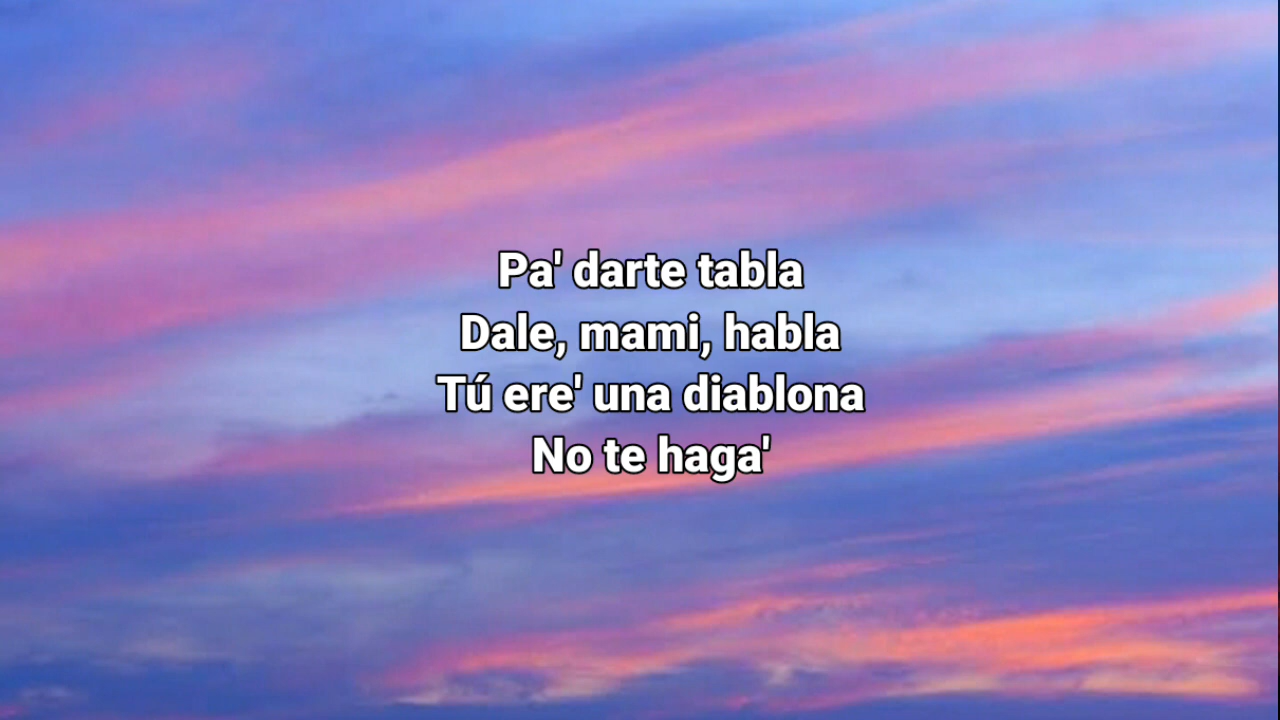 Pa' darte tabla
Dale, mami, habla
Tú ere' una diablona
No te haga'